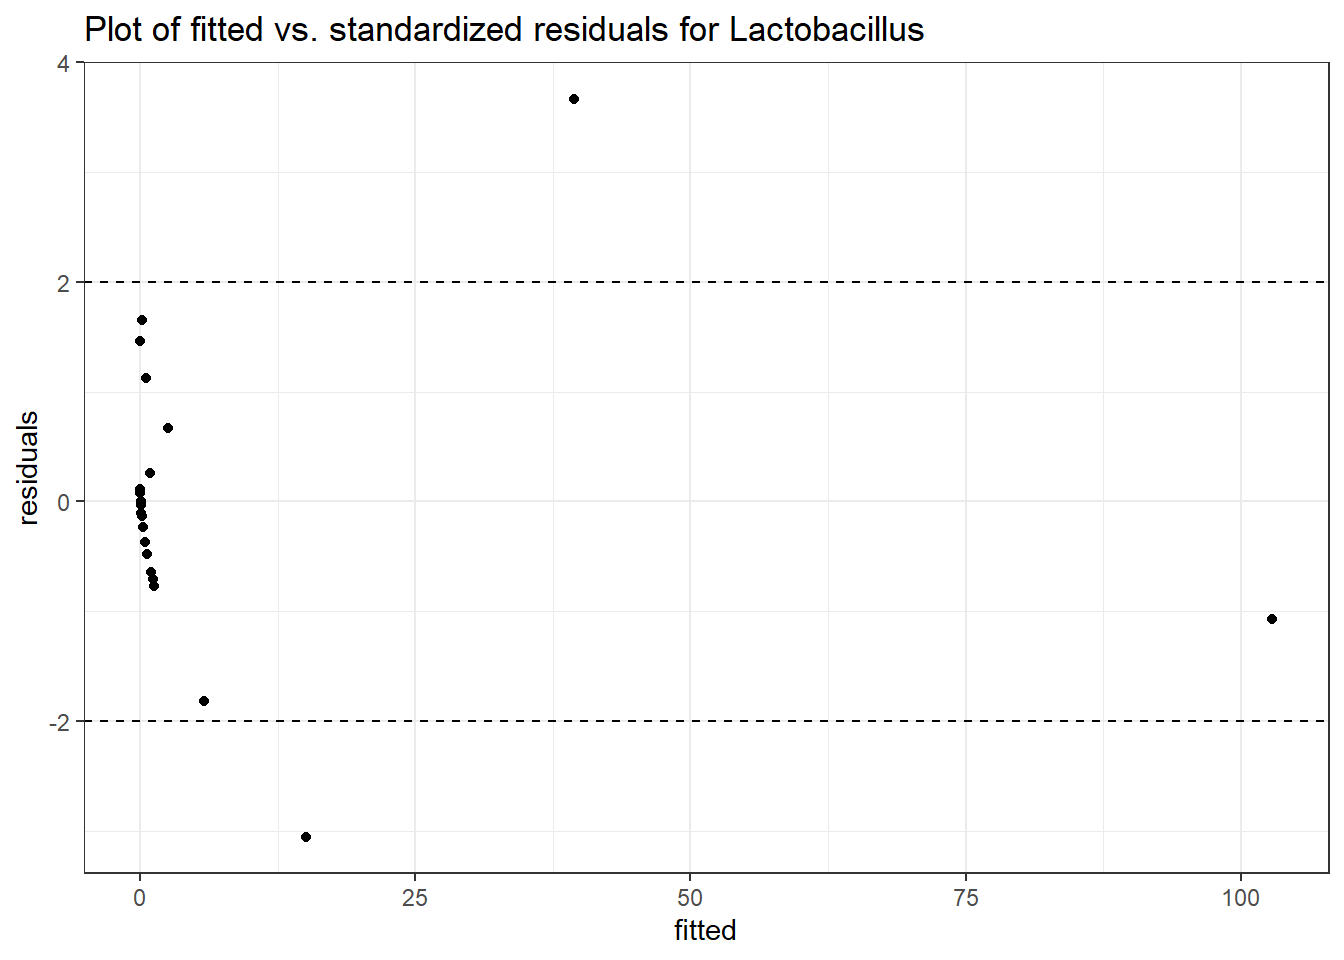 Plot of fitted vs. standardized residuals for Lactobacillus
4
2
0
-2
residuals
0 25 50 75 100
fitted